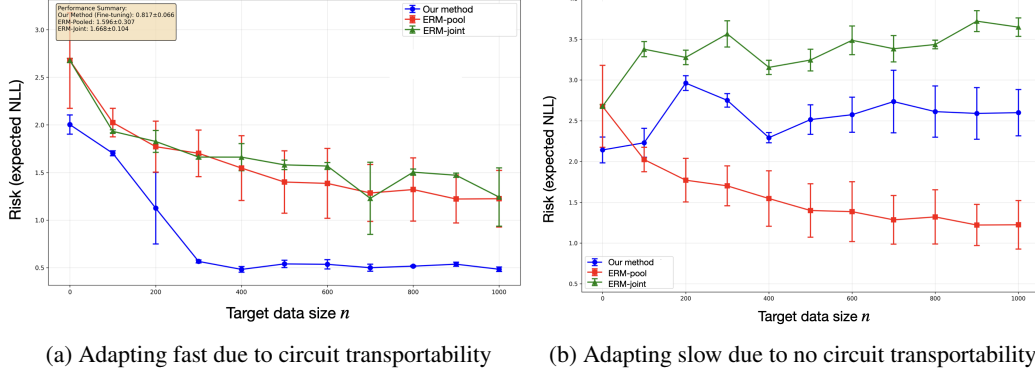 Performance Summary:
Our Method (Fine-tuning): 0.817±0.066
ERM-Pooled: 1.596±0.307
ERM-Joint: 1.668±0.104
Our method
ERM-pool
ERM-joint
3.0
2.5
2.0
1.5
1.0
0.5
Risk (expected NLL)
0
200
400
600
800
1000
Target data size n
(a) Adapting fast due to circuit transportability
3.5
3.0
2.5
2.0
1.5
1.0
0.5
Risk (expected NLL)
Our method
ERM-pool
ERM-joint
0
200
400
600
800
1000
Target data size n
(b) Adapting slow due to no circuit transportability